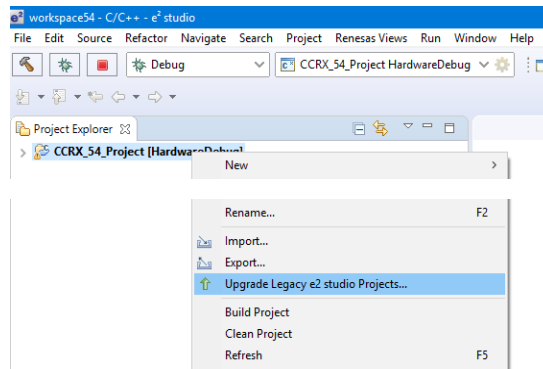 workspace54 - C/C++ - e² studio
File Edit Source Refactor Navigate Search Project Renesas Views Run Window Help
Debug CCRX_54_Project HardwareDebug
Project Explorer
CCRX_54_Project [HardwareDebug]
New
Rename... F2
Import...
Export...
Upgrade Legacy e2 studio Projects...
Build Project
Clean Project
Refresh F5